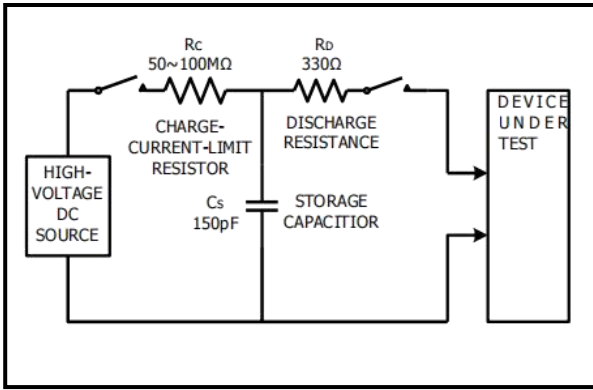 RC
50~100MΩ
RD
330Ω
CHARGE-
CURRENT-LIMIT
RESISTOR
DISCHARGE
RESISTANCE
DEVICE
UNDER
TEST
HIGH-
VOLTAGE
DC
SOURCE
Cs
150pF
STORAGE
CAPACITIOR